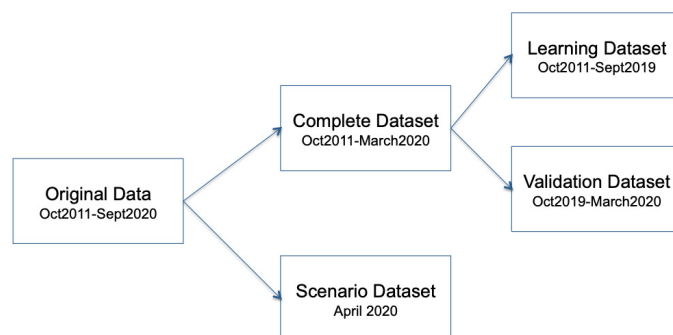 Original Data
Oct2011-Sept2020
Complete Dataset
Oct2011-March2020
Scenario Dataset
April 2020
Learning Dataset
Oct2011-Sept2019
Validation Dataset
Oct2019-March2020